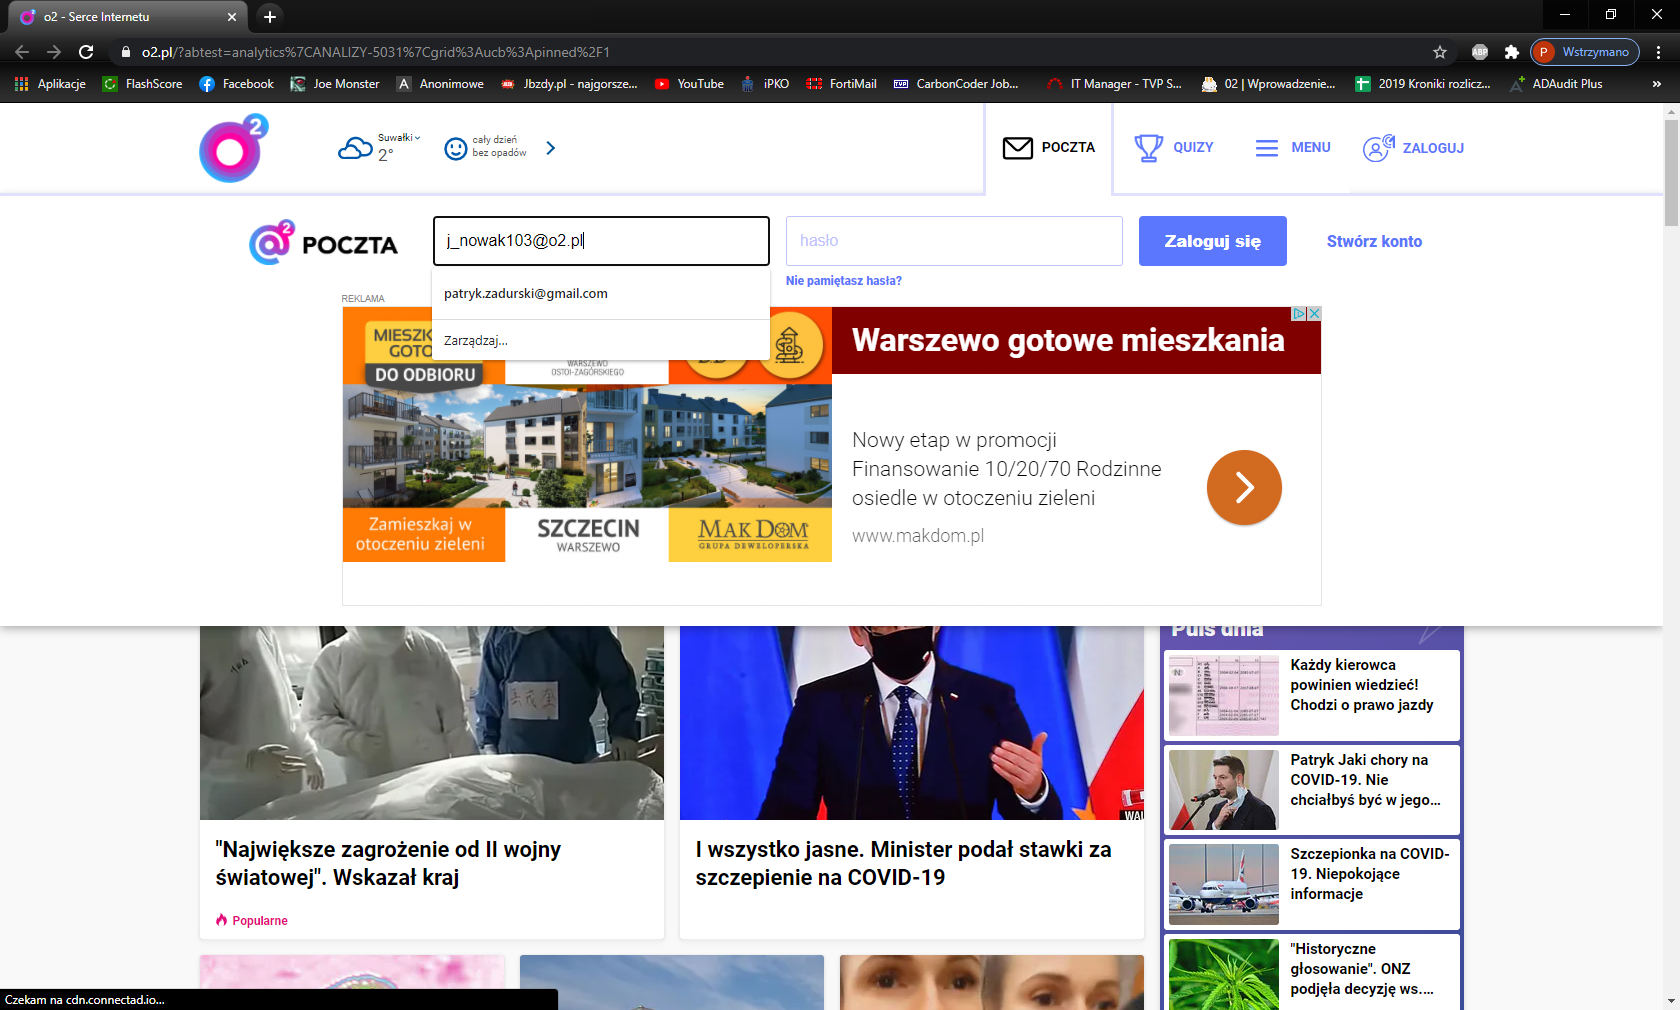 o2 - Serce Internetu
o2.pl/?abtest=analytics%7CANALIZY-5031%7Cgrid%3Aucb%3Apinned%2F1
ABP
P Wstrzymano
Aplikacje
FlashScore
Facebook
Joe Monster
A Anonimowe
Jbzdy.pl - najgorsze...
YouTube
iPKO
FortiMail
CarbonCoder Job...
IT Manager - TVP S...
02 | Wprowadzenie...
2019 Kroniki rozlicz...
ADAudit Plus
»
2
Suwałki
2°
cały dzień
bez opadów
POCZTA
QUIZY
MENU
ZALOGUJ
@2 POCZTA
j_nowak103@o2.pl
hasło
Zaloguj się
Stwórz konto
Nie pamiętasz hasła?
patryk.zadurski@gmail.com
Zarządzaj...
REKLAMA
DO ODBIORU
WARSZEWO
OSTOI-ZAGÓRSKIEGO
Zamieszkaj w
otoczeniu zieleni
SZCZECIN
WARSZEWO
MAK DOM
GRUPA DEWELOPERSKA
Warszewo gotowe mieszkania
Nowy etap w promocji
Finansowanie 10/20/70 Rodzinne
osiedle w otoczeniu zieleni
www.makdom.pl
"Największe zagrożenie od II wojny
światowej". Wskazał kraj
Popularne
I wszystko jasne. Minister podał stawki za
szczepienie na COVID-19
Puls dnia
Każdy kierowca
powinien wiedzieć!
Chodzi o prawo jazdy
Patryk Jaki chory na
COVID-19. Nie
chciałbyś być w jego...
Szczepionka na COVID-
19. Niepokojące
informacje
"Historyczne
głosowanie". ONZ
podjęła decyzję ws....
Czekam na cdn.connectad.io...